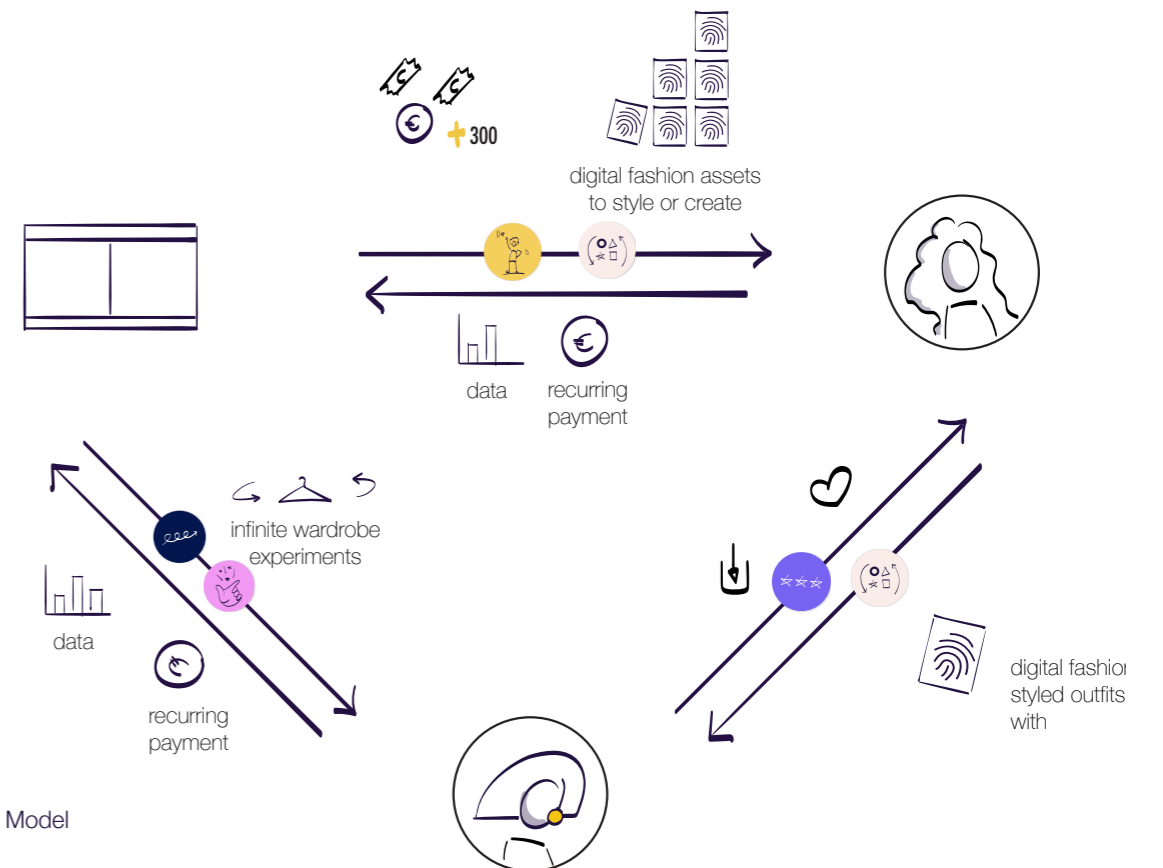 +300
digital fashion assets
to style or create
data
recurring
payment
infinite wardrobe
experiments
data
recurring
payment
digital fashion
styled outfits
with
Model